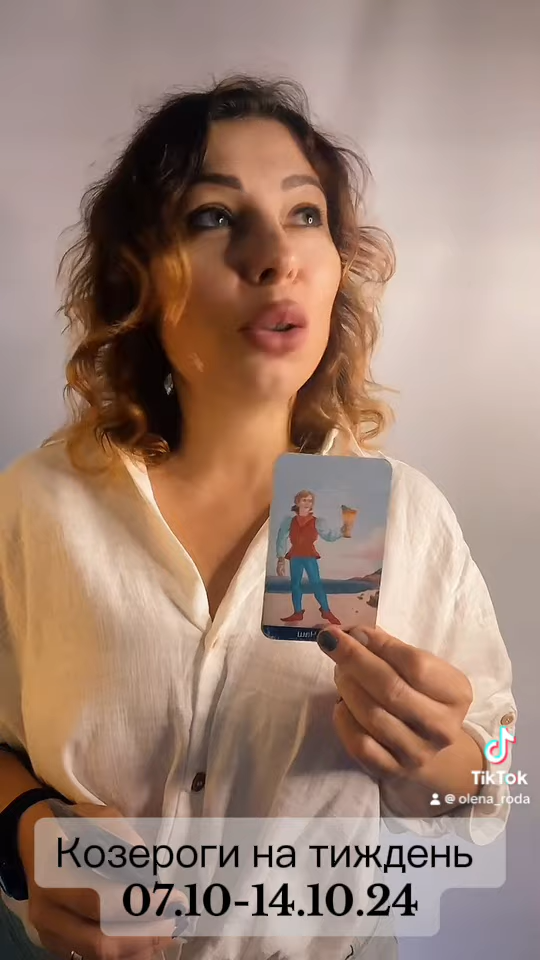 TikTok
@ olena_roda
Козероги на тиждень
07.10-14.10.24